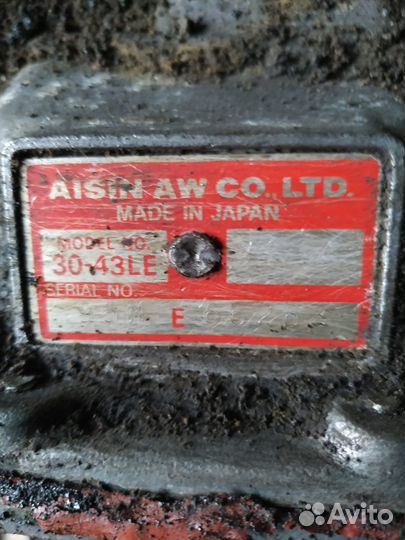 AISIN AW CO., LTD.
MADE IN JAPAN
MODEL NO.
30-43LE
SERIAL NO.
E
Avito